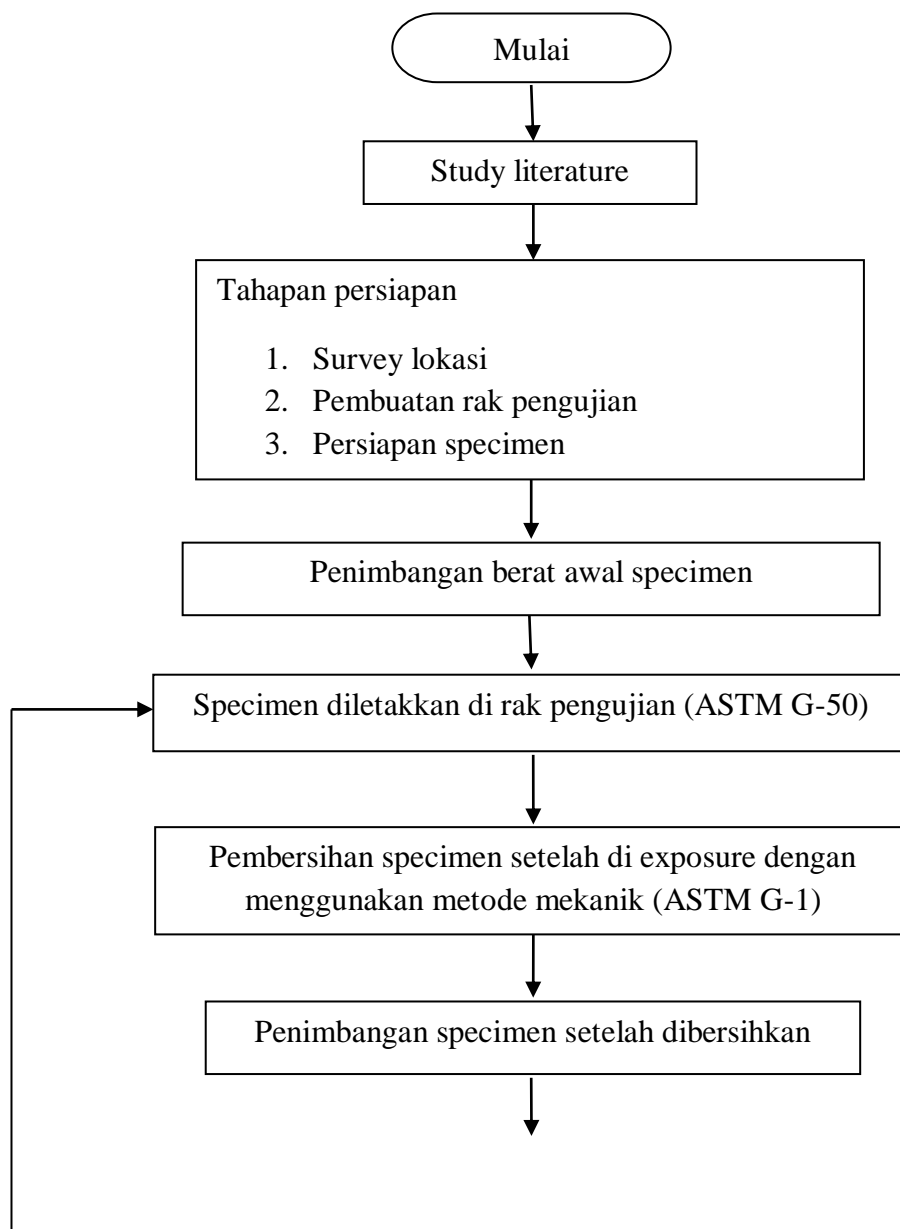 Mulai
Study literature
Tahapan persiapan
1. Survey lokasi
2. Pembuatan rak pengujian
3. Persiapan specimen
Penimbangan berat awal specimen
Specimen diletakkan di rak pengujian (ASTM G-50)
Pembersihan specimen setelah di exposure dengan
menggunakan metode mekanik (ASTM G-1)
Penimbangan specimen setelah dibersihkan